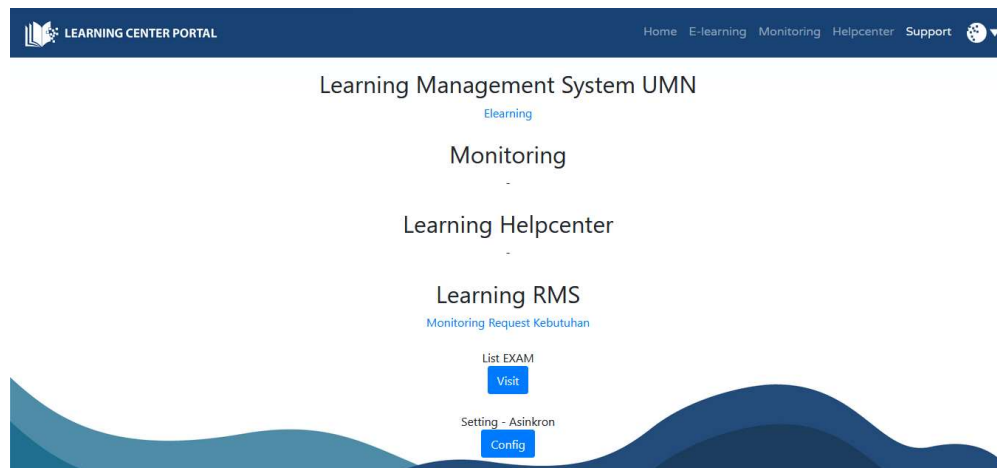 LEARNING CENTER PORTAL
Home E-learning Monitoring Helpcenter Support
Learning Management System UMN
Elearning
Monitoring
-
Learning Helpcenter
-
Learning RMS
Monitoring Request Kebutuhan
List EXAM
Visit
Setting - Asinkron
Config